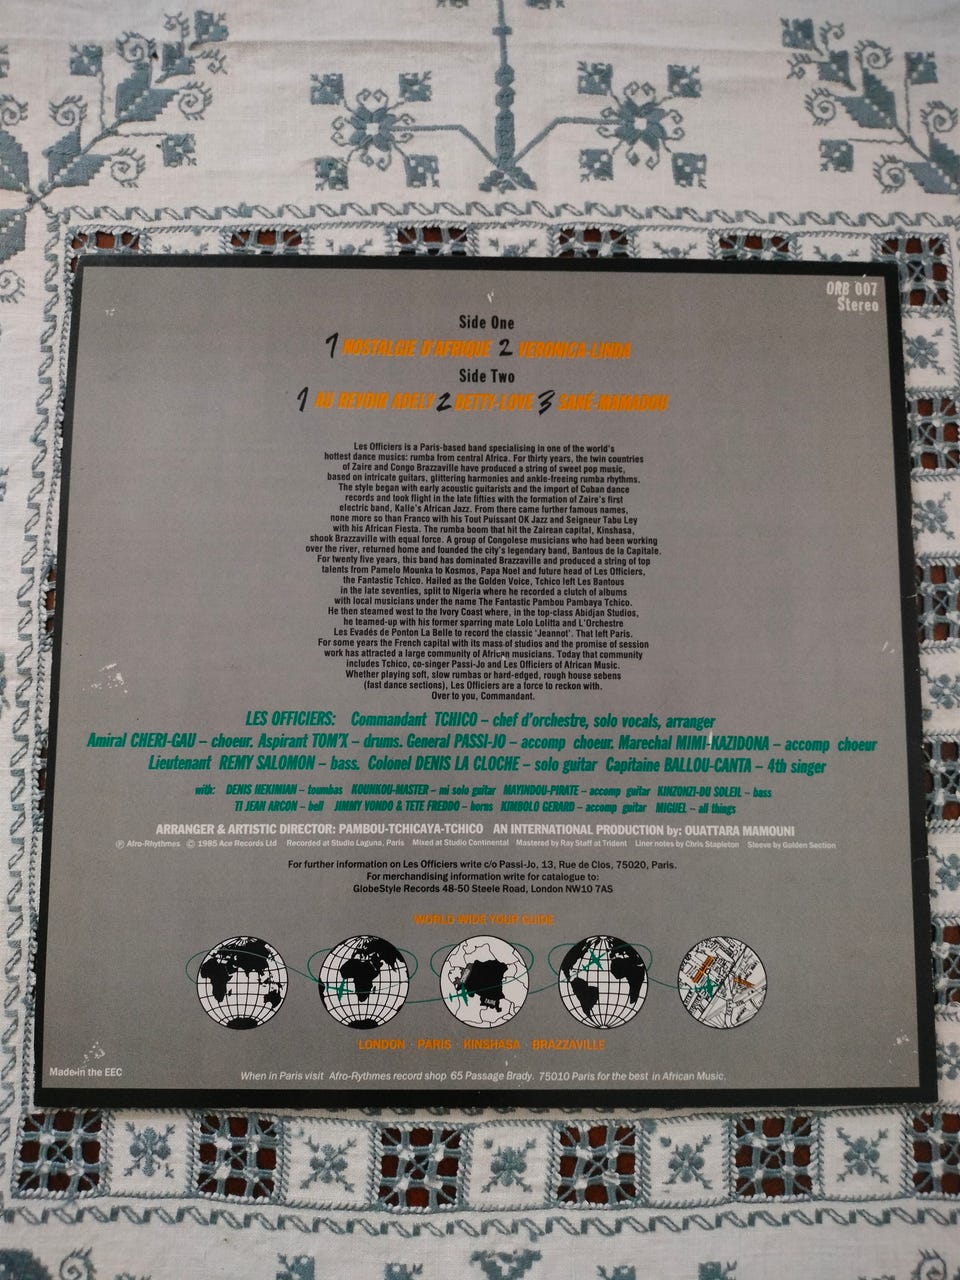 ORB 007
Stereo
Side One
1 NOSTALGIE D'AFRIQUE 2 VERONICA-LINDA
Side Two
1 AU REVOIR ADELY 2 BETTY-LOVE 3 SANÉ-MAMADOU
Les Officiers is a Paris-based band specialising in one of the world's
hottest dance musics: rumba from central Africa. For thirty years, the twin countries
of Zaire and Congo Brazzaville have produced a string of sweet pop music,
based on intricate guitars, glittering harmonies and ankle-freeing rumba rhythms.
The style began with early acoustic guitarists and the import of Cuban dance
records and took flight in the late fifties with the formation of Zaire's first
electric band, Kalle's African Jazz. From there came further famous names,
none more so than Franco with his Tout Puissant OK Jazz and Seigneur Tabu Ley
with his African Fiesta. The rumba boom that hit the Zairean capital, Kinshasa,
shook Brazzaville with equal force. A group of Congolese musicians who had been working
over the river, returned home and founded the city's legendary band, Bantous de la Capitale.
For twenty five years, this band has dominated Brazzaville and produced a string of top
talents from Pamelo Mounka to Kosmos, Papa Noel and future head of Les Officiers,
the Fantastic Tchico. Hailed as the Golden Voice, Tchico left Les Bantous
in the late seventies, split to Nigeria where he recorded a clutch of albums
with local musicians under the name The Fantastic Pambou Pambaya Tchico.
He then steamed west to the Ivory Coast where, in the top-class Abidjan Studios,
he teamed-up with his former sparring mate Lolo Lolitta and L'Orchestre
Les Evadés de Ponton La Belle to record the classic 'Jeannot'. That left Paris.
For some years the French capital with its mass of studios and the promise of session
work has attracted a large community of African musicians. Today that community
includes Tchico, co-singer Passi-Jo and Les Officiers of African Music.
Whether playing soft, slow rumbas or hard-edged, rough house sebens
(fast dance sections), Les Officiers are a force to reckon with.
Over to you, Commandant.
LES OFFICIERS: Commandant TCHICO – chef d'orchestre, solo vocals, arranger
Amiral CHERI-GAU – choeur. Aspirant TOM'X – drums. General PASSI-JO – accomp choeur. Marechal MIMI-KAZIDONA – accomp choeur
Lieutenant REMY SALOMON – bass. Colonel DENIS LA CLOCHE – solo guitar Capitaine BALLOU-CANTA – 4th singer
with: DENIS HEKIMIAN – toumbas KOUNKOU-MASTER – mi solo guitar MAYINDOU-PIRATE – accomp guitar KINZONZI-DU SOLEIL – bass
TI JEAN ARCON – bell JIMMY VONDO & TETE FREDDO – horns KIMBOLO GERARD – accomp guitar MIGUEL – all things
ARRANGER & ARTISTIC DIRECTOR: PAMBOU-TCHICAYA-TCHICO AN INTERNATIONAL PRODUCTION by: OUATTARA MAMOUNI
Ⓟ Afro-Rhythmes © 1985 Ace Records Ltd Recorded at Studio Laguna, Paris Mixed at Studio Continental Mastered by Ray Staff at Trident Liner notes by Chris Stapleton Sleeve by Golden Section
For further information on Les Officiers write c/o Passi-Jo, 13, Rue de Clos, 75020, Paris.
For merchandising information write for catalogue to:
GlobeStyle Records 48-50 Steele Road, London NW10 7AS
WORLD WIDE YOUR GUIDE
ZAIRE
LONDON · PARIS · KINSHASA · BRAZZAVILLE
Made in the EEC
When in Paris visit Afro-Rythmes record shop 65 Passage Brady. 75010 Paris for the best in African Music.